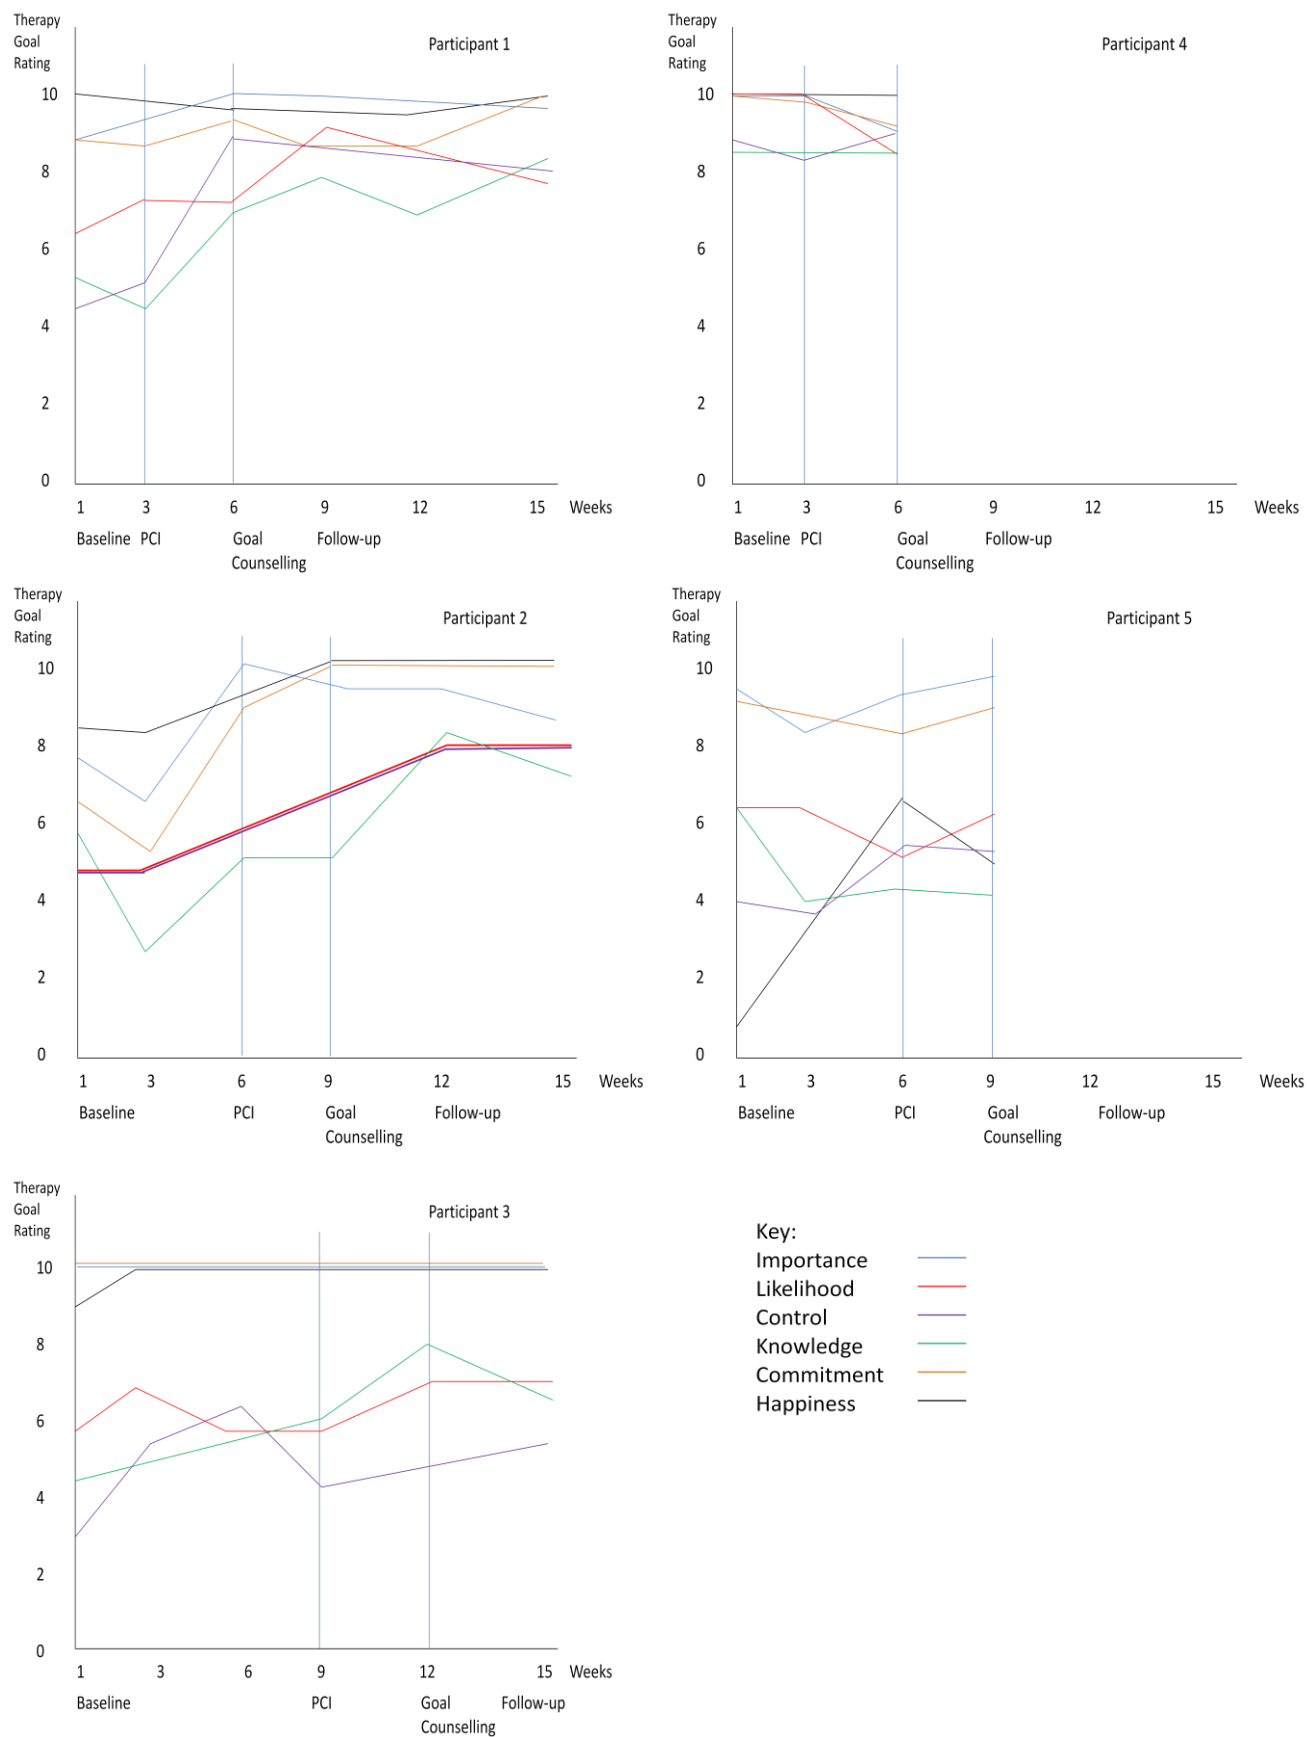 Therapy
Goal
Rating
Participant 1
10
8
6
4
2
0
1 3 6 9 12 15 Weeks
Baseline PCI Goal Follow-up
Counselling
Therapy
Goal
Rating
Participant 4
10
8
6
4
2
0
1 3 6 9 12 15 Weeks
Baseline PCI Goal Follow-up
Counselling
Therapy
Goal
Rating
Participant 2
10
8
6
4
2
0
1 3 6 9 12 15 Weeks
Baseline PCI Goal Follow-up
Counselling
Therapy
Goal
Rating
Participant 5
10
8
6
4
2
0
1 3 6 9 12 15 Weeks
Baseline PCI Goal Follow-up
Counselling
Therapy
Goal
Rating
Participant 3
10
8
6
4
2
0
1 3 6 9 12 15 Weeks
Baseline PCI Goal Follow-up
Counselling
Key:
Importance
Likelihood
Control
Knowledge
Commitment
Happiness